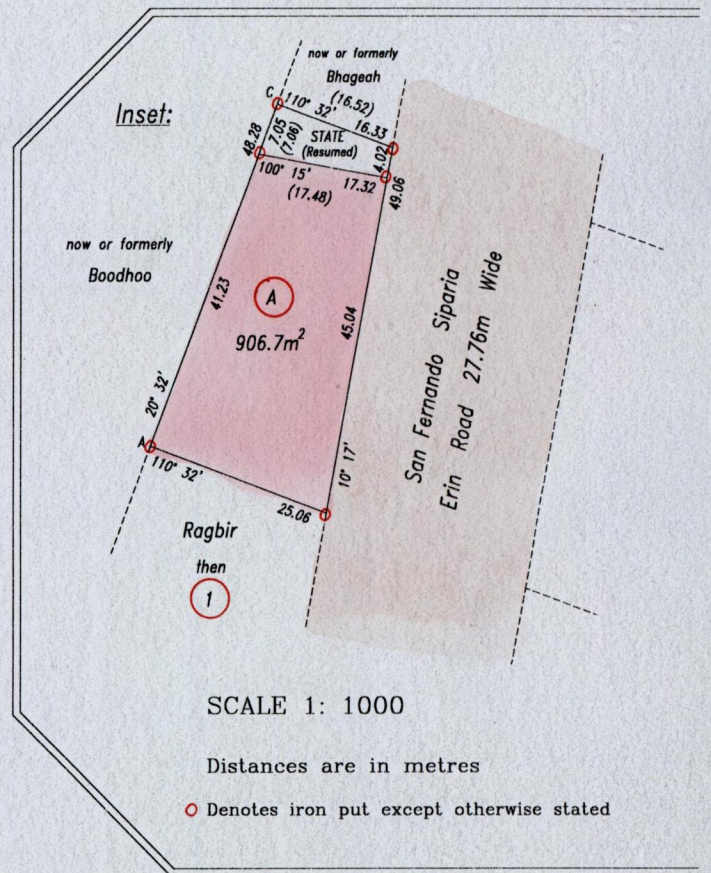 now or formerly
Bhageah
Inset:
C
110° 32'
(16.52)
16.33
48.28
7.05
(7.06)
STATE
(Resumed)
4.02
100° 15'
17.32
(17.48)
49.06
now or formerly
Boodhoo
41.23
A
906.7m²
45.04
San Fernando Siparia
Erin Road 27.76m Wide
20° 32'
A
110° 32'
25.06
10° 17'
Ragbir
then
1
SCALE 1: 1000
Distances are in metres
Denotes iron put except otherwise stated